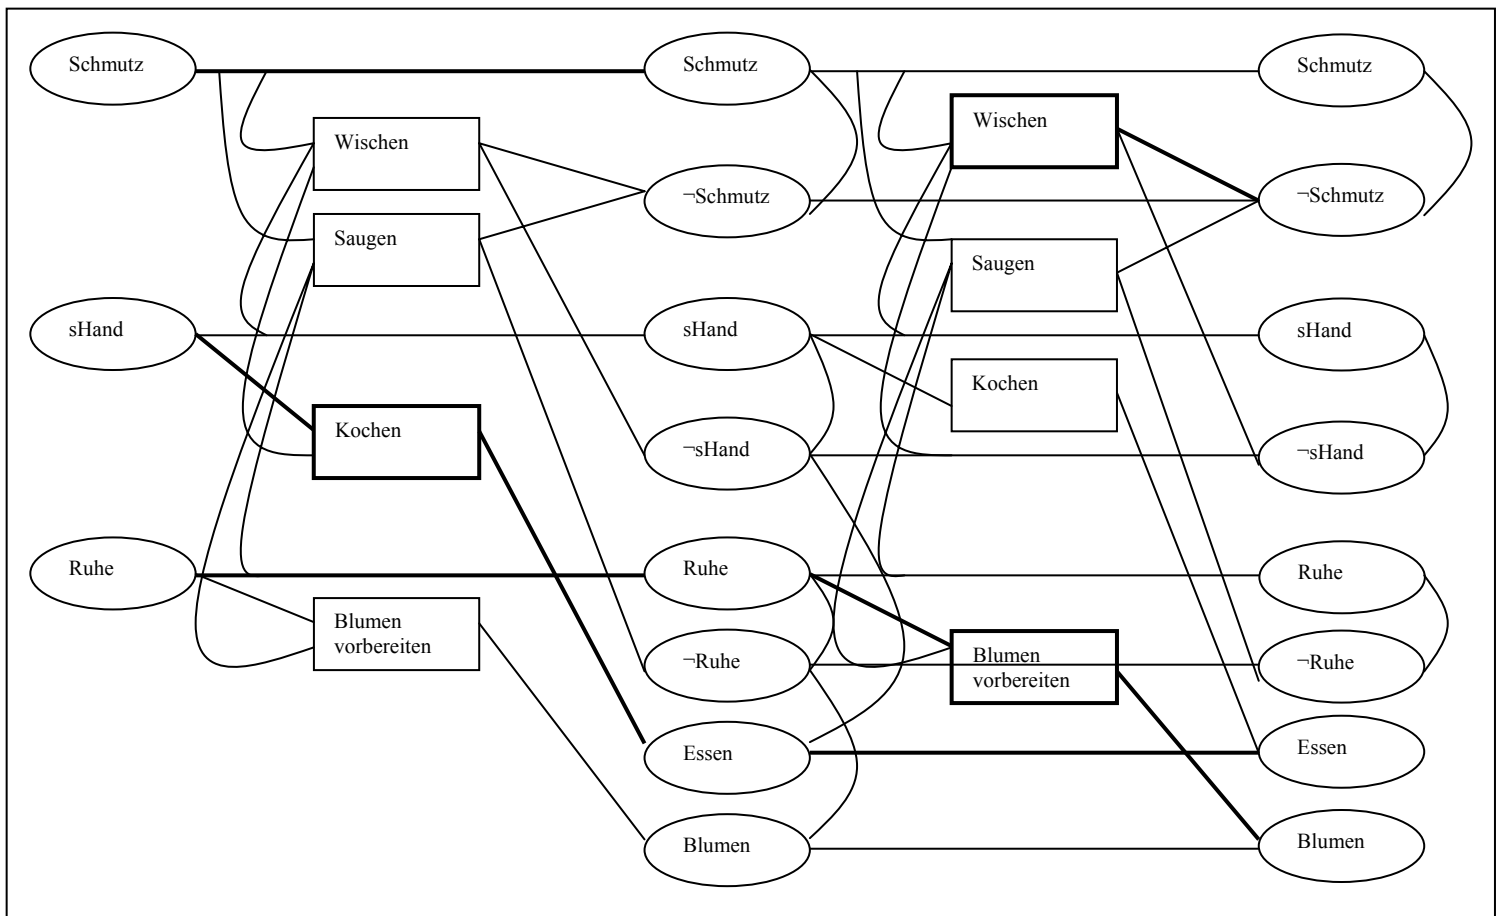 Schmutz
sHand
Ruhe
Wischen
Saugen
Kochen
Blumen
vorbereiten
Schmutz
¬Schmutz
sHand
¬sHand
Ruhe
¬Ruhe
Essen
Blumen
Wischen
Saugen
Kochen
Blumen
vorbereiten
Schmutz
¬Schmutz
sHand
¬sHand
Ruhe
¬Ruhe
Essen
Blumen